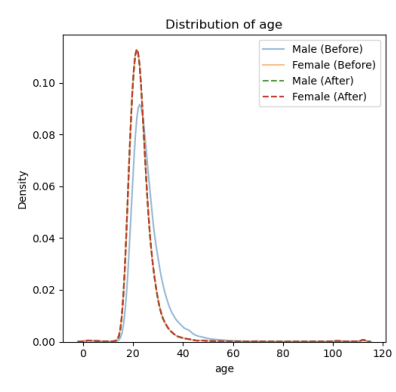 Distribution of age
Male (Before)
Female (Before)
Male (After)
Female (After)
Density
0.10
0.08
0.06
0.04
0.02
0.00
0 20 40 60 80 100 120
age